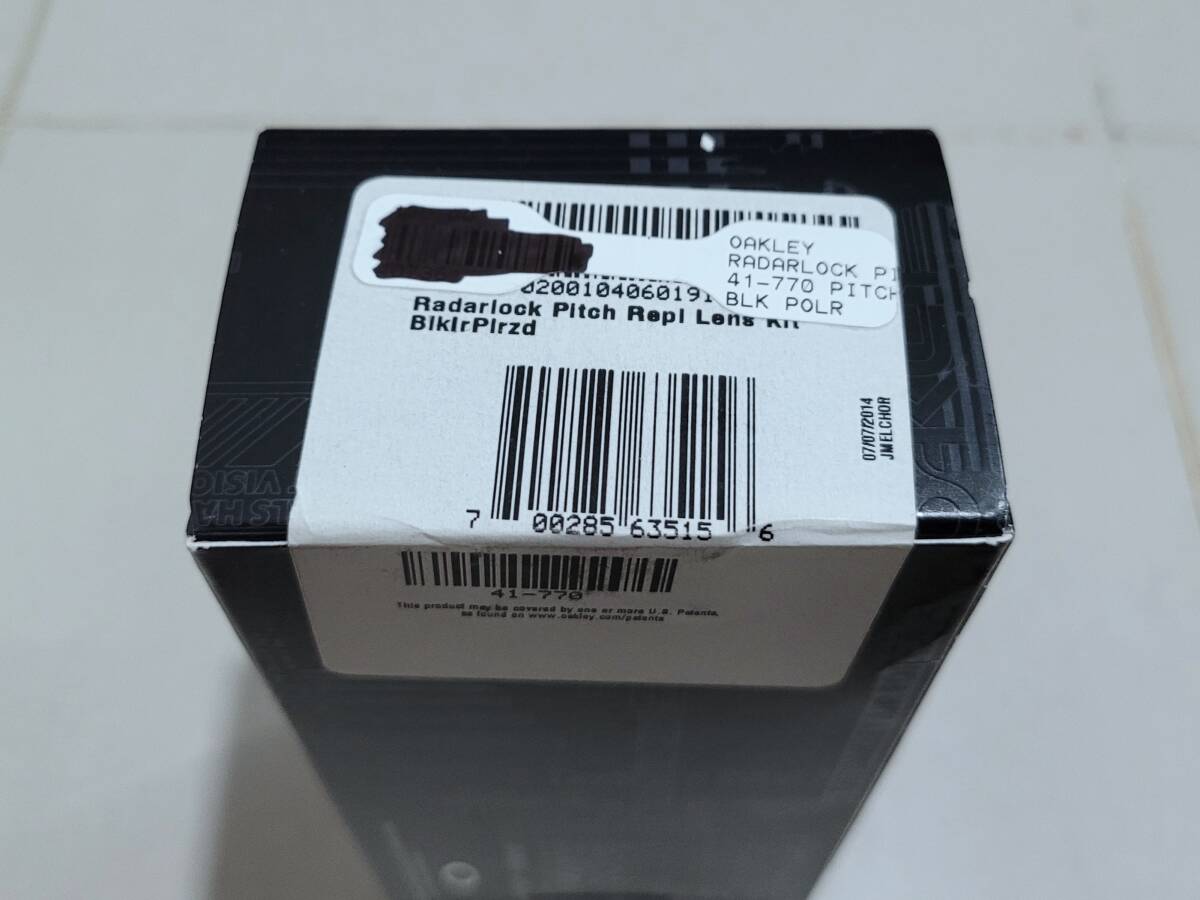 OAKLEY
RADARLOCK PI
41-770 PITCH
BLK POLR
0200104060191
Radarlock Pitch Repl Lens Kit
BlkIrPlrzd
07/07/2014
JMELCHOR
7 00285 63515 6
41-770
This product may be covered by one or more U.S. Patents,
as found on www.oakley.com/patents